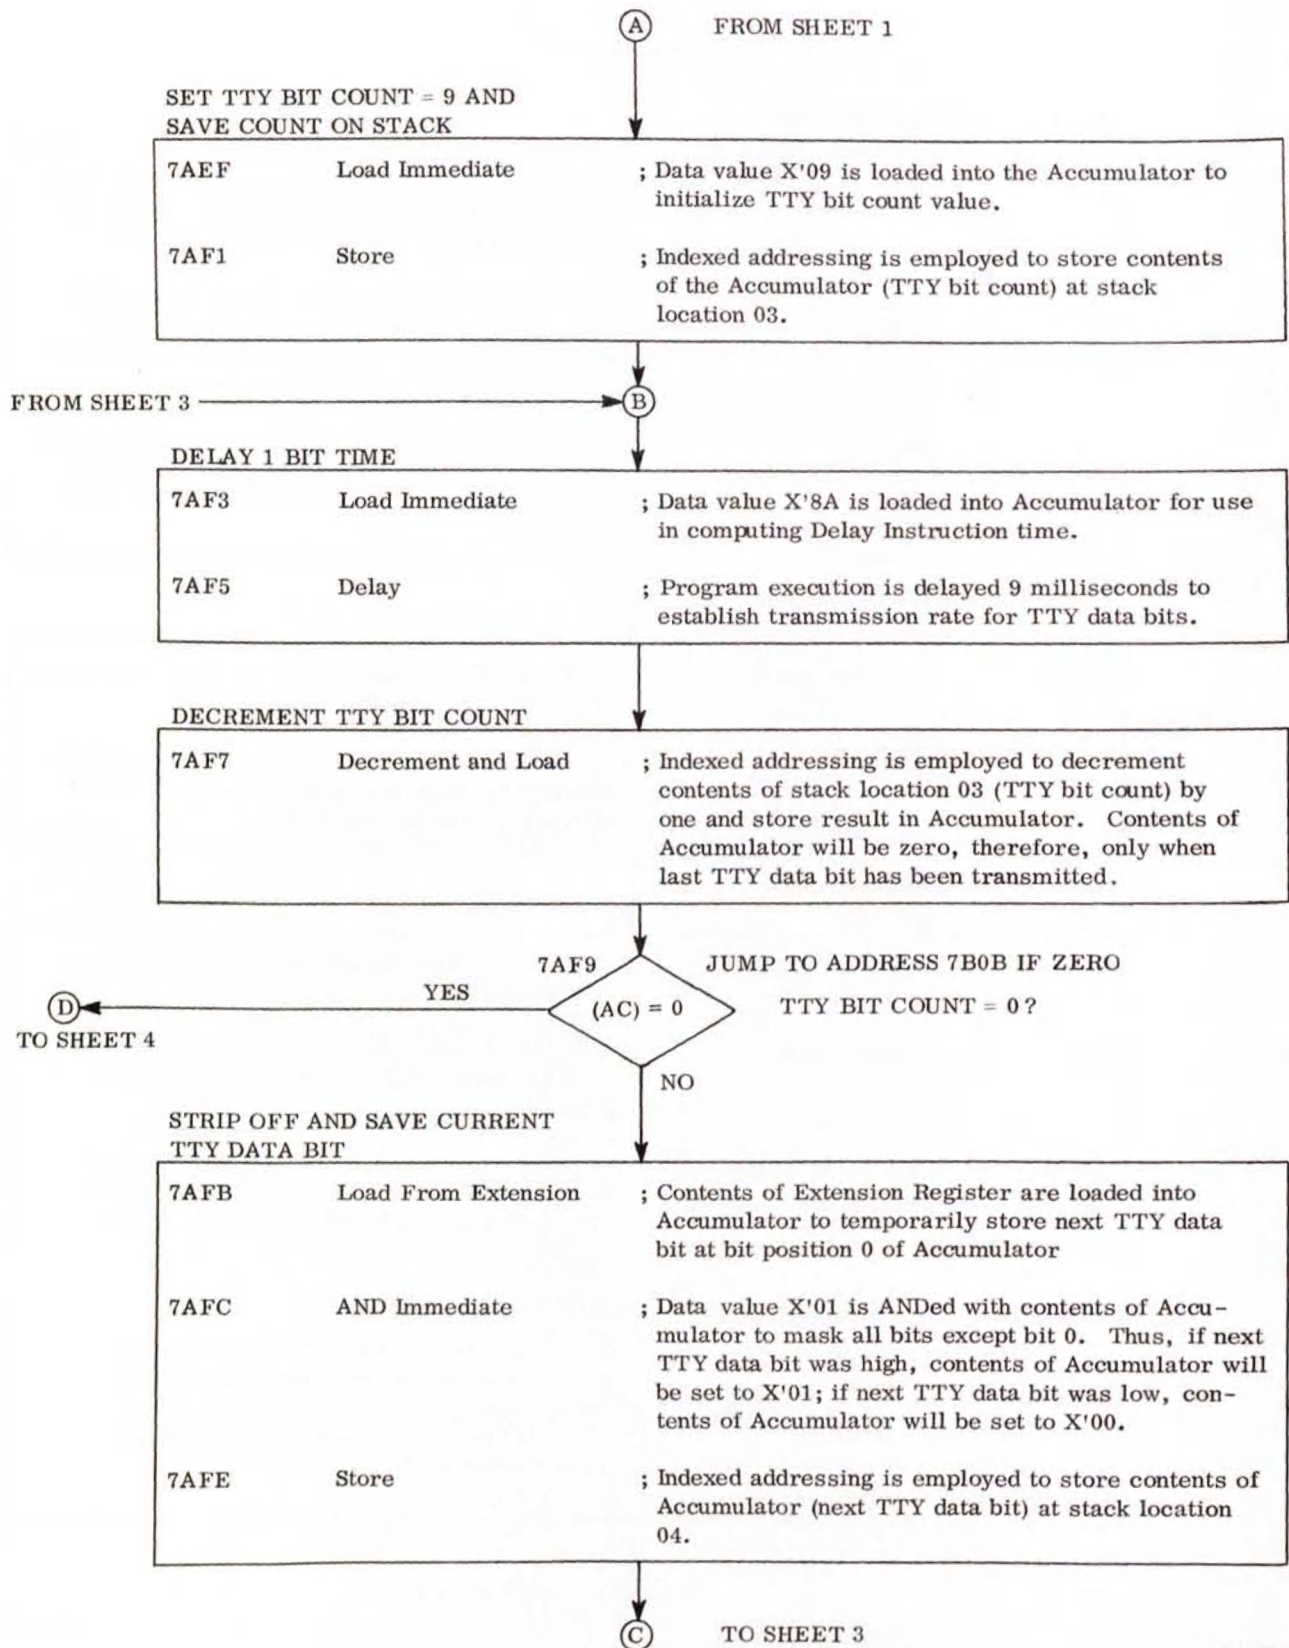 A FROM SHEET 1
SET TTY BIT COUNT = 9 AND
SAVE COUNT ON STACK
7AEF Load Immediate ; Data value X'09 is loaded into the Accumulator to
initialize TTY bit count value.
7AF1 Store ; Indexed addressing is employed to store contents
of the Accumulator (TTY bit count) at stack
location 03.
FROM SHEET 3 B
DELAY 1 BIT TIME
7AF3 Load Immediate ; Data value X'8A is loaded into Accumulator for use
in computing Delay Instruction time.
7AF5 Delay ; Program execution is delayed 9 milliseconds to
establish transmission rate for TTY data bits.
DECREMENT TTY BIT COUNT
7AF7 Decrement and Load ; Indexed addressing is employed to decrement
contents of stack location 03 (TTY bit count) by
one and store result in Accumulator. Contents of
Accumulator will be zero, therefore, only when
last TTY data bit has been transmitted.
7AF9 JUMP TO ADDRESS 7B0B IF ZERO
YES
D (AC) = 0 TTY BIT COUNT = 0?
TO SHEET 4
NO
STRIP OFF AND SAVE CURRENT
TTY DATA BIT
7AFB Load From Extension ; Contents of Extension Register are loaded into
Accumulator to temporarily store next TTY data
bit at bit position 0 of Accumulator
7AFC AND Immediate ; Data value X'01 is ANDed with contents of Accu-
mulator to mask all bits except bit 0. Thus, if next
TTY data bit was high, contents of Accumulator will
be set to X'01; if next TTY data bit was low, con-
tents of Accumulator will be set to X'00.
7AFE Store ; Indexed addressing is employed to store contents of
Accumulator (next TTY data bit) at stack location
04.
C TO SHEET 3